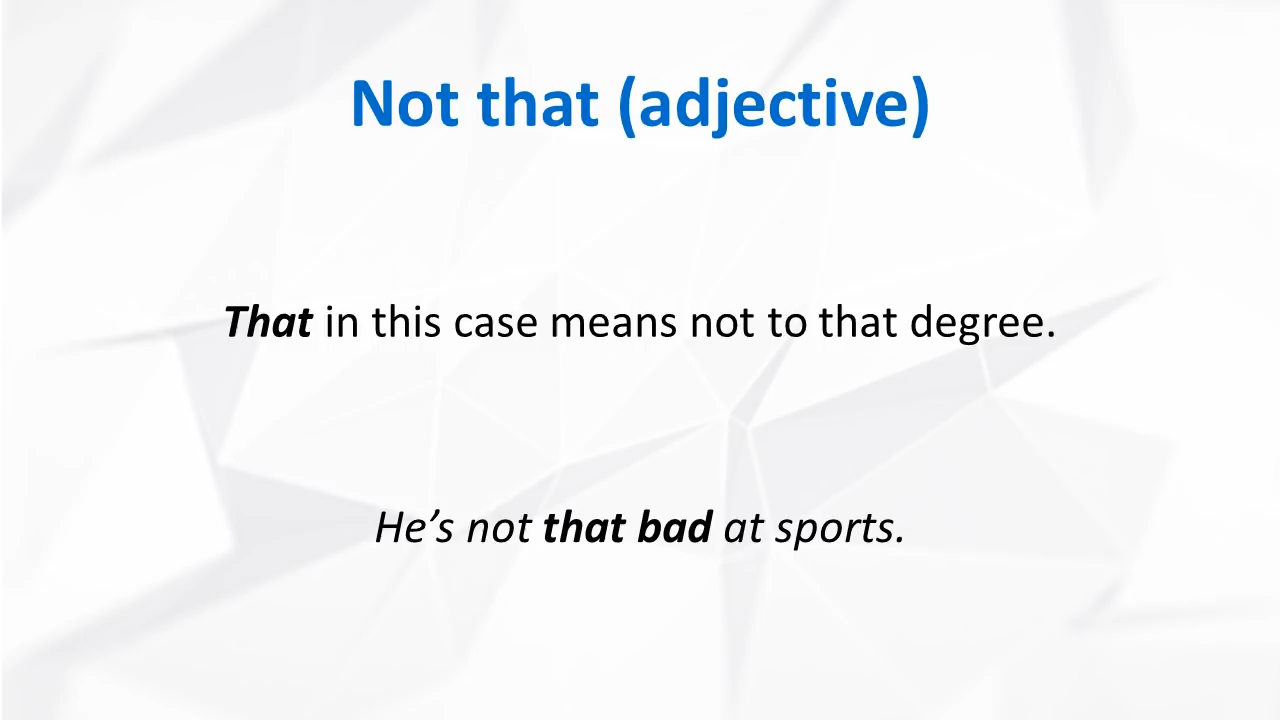 Not that (adjective)
That in this case means not to that degree.
He’s not that bad at sports.